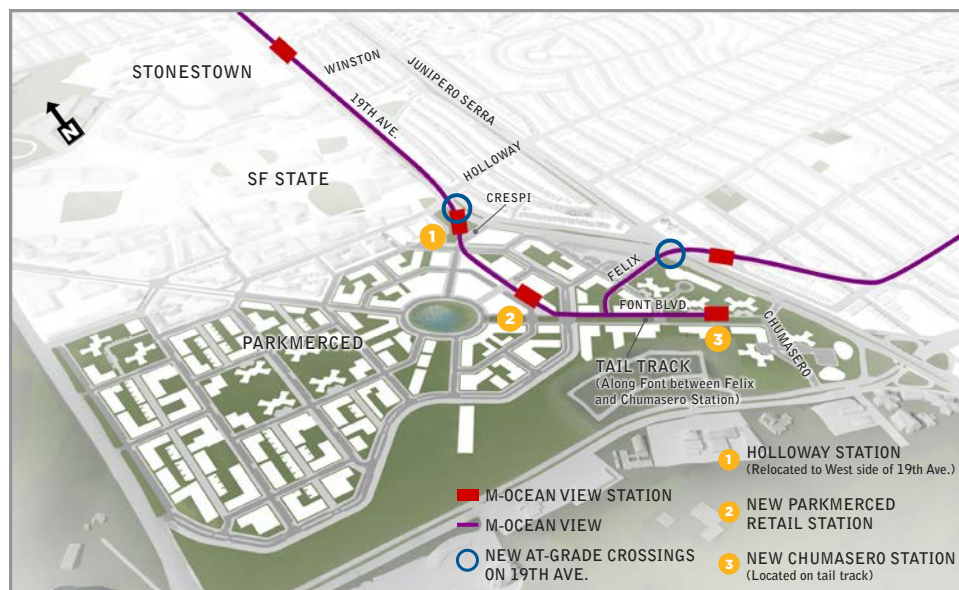 STONESTOWN
WINSTON
JUNIPERO SERRA
19TH AVE.
N
HOLLOWAY
SF STATE
CRESPI
1
FELIX
FONT BLVD.
2
3
CHUMASERO
PARKMERCED
TAIL TRACK
(Along Font between Felix
and Chumasero Station)
M-OCEAN VIEW STATION
M-OCEAN VIEW
NEW AT-GRADE CROSSINGS
ON 19TH AVE.
1 HOLLOWAY STATION
(Relocated to West side of 19th Ave.)
2 NEW PARKMERCED
RETAIL STATION
3 NEW CHUMASERO STATION
(Located on tail track)